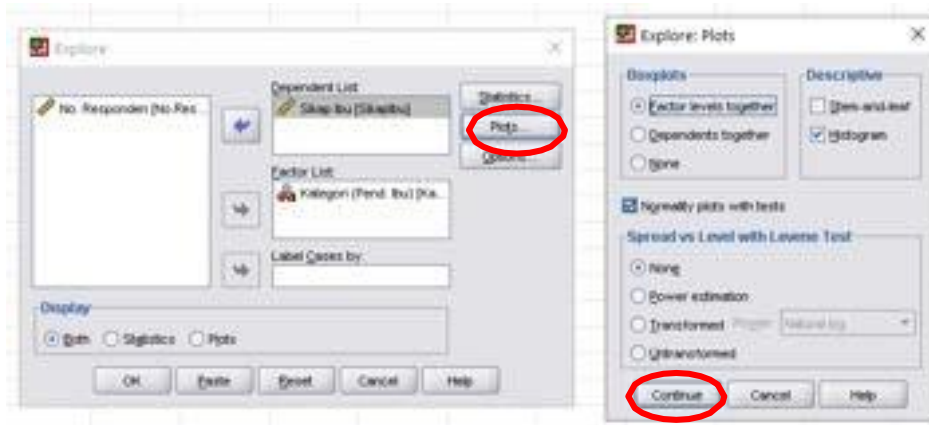 Explore
Dependent List
No. Responden [No.Res...
Sikap Ibu [SikapIbu]
Statistics...
Plots...
Options...
Factor List
Kategori (Pend. Ibu) [Ka...
Label Cases by
Display
Both Statistics Plots
OK Paste Reset Cancel Help
Explore: Plots
Boxplots
Factor levels together
Dependents together
None
Descriptive
Stem-and-leaf
Histogram
Normality plots with tests
Spread vs Level with Levene Test
None
Power estimation
Transformed Power: Natural log
Untransformed
Continue Cancel Help